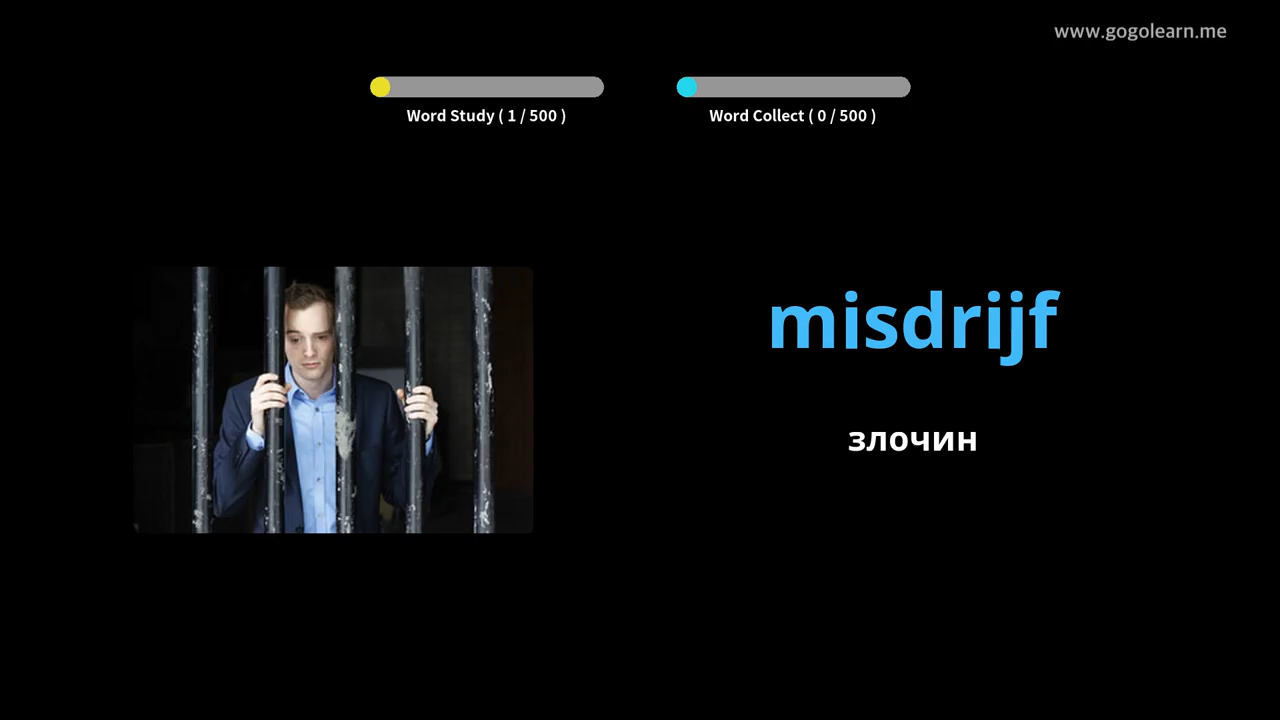 www.gogolearn.me
Word Study ( 1 / 500 )
Word Collect ( 0 / 500 )
misdrijf
злочин